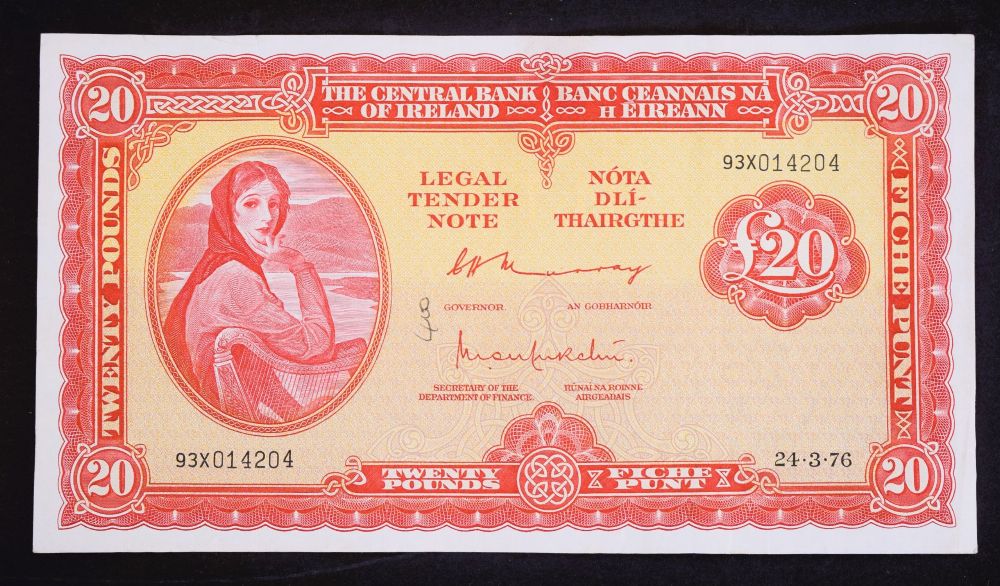 20
20
THE CENTRAL BANK
OF IRELAND
BANC CEANNAIS NA
H ÉIREANN
93X014204
LEGAL
TENDER
NOTE
NÓTA
DLÍ-
THAIRGTHE
£20
TWENTY POUNDS
FICHE PUNT
C H Murray
GOVERNOR
AN GOBHARNÓIR
48
SECRETARY OF THE
DEPARTMENT OF FINANCE.
RÚNAÍ NA ROINNE
AIRGEADAIS
93X014204
24·3·76
20
TWENTY
POUNDS
FICHE
PUNT
20